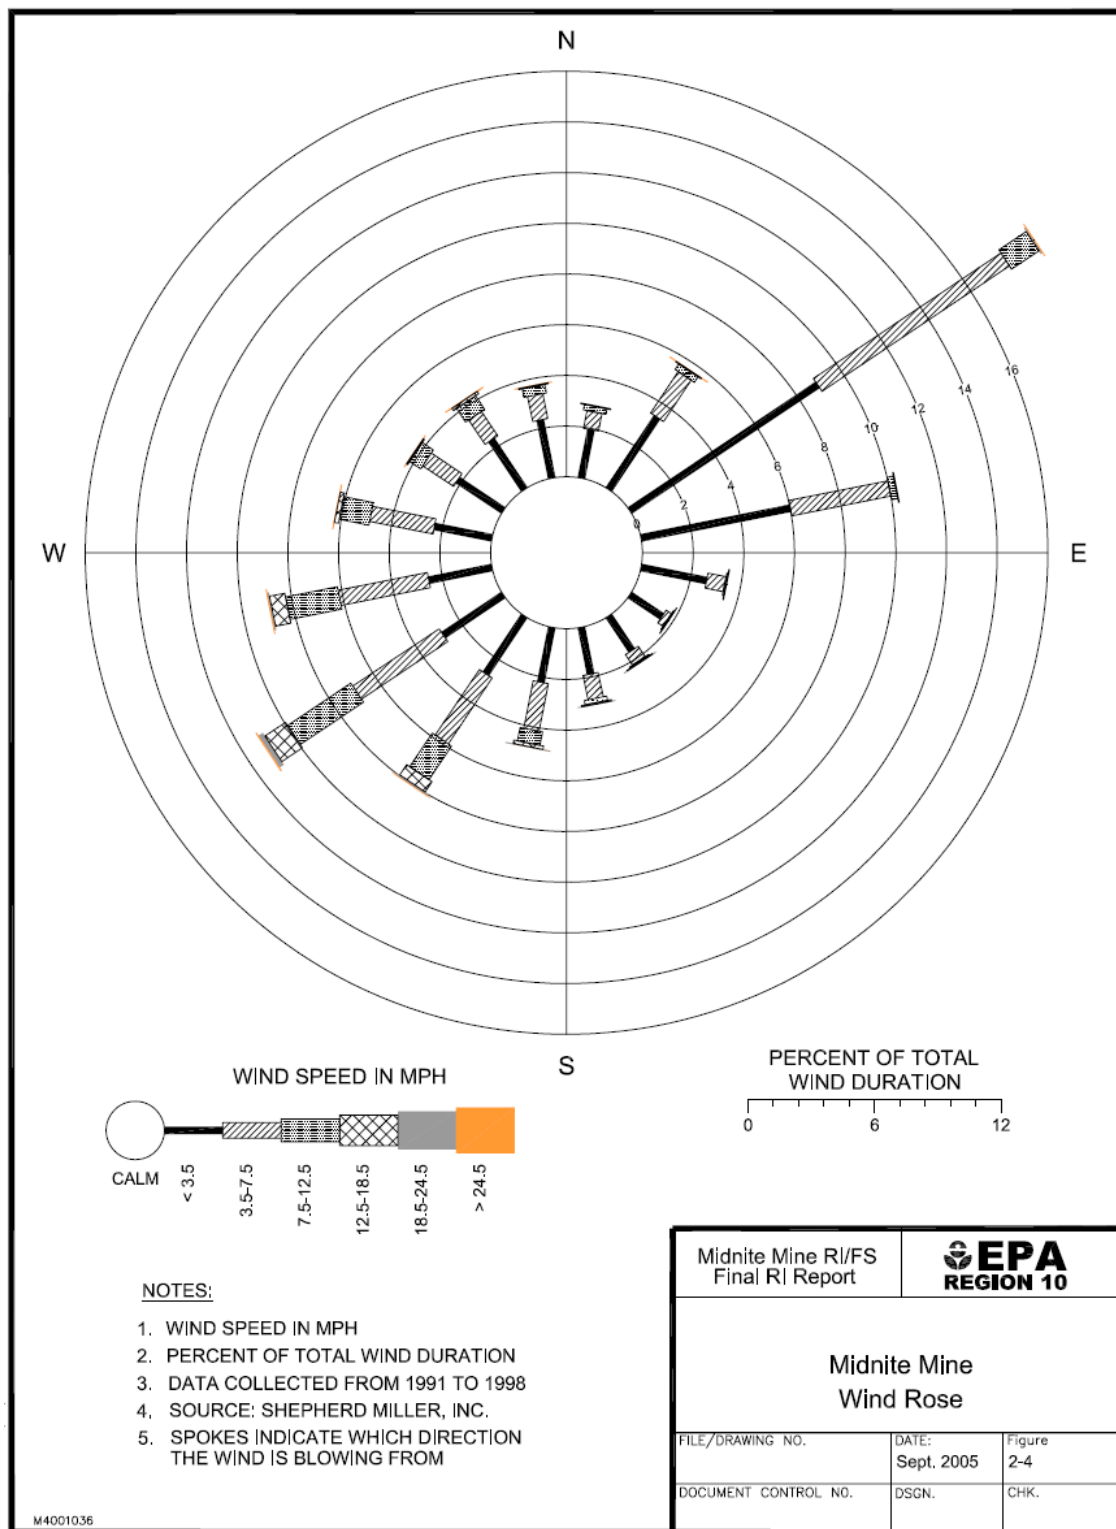 N
W
E
S
0
2
4
6
8
10
12
14
16
WIND SPEED IN MPH
CALM
< 3.5
3.5-7.5
7.5-12.5
12.5-18.5
18.5-24.5
> 24.5
PERCENT OF TOTAL
WIND DURATION
0 6 12
NOTES:
1. WIND SPEED IN MPH
2. PERCENT OF TOTAL WIND DURATION
3. DATA COLLECTED FROM 1991 TO 1998
4. SOURCE: SHEPHERD MILLER, INC.
5. SPOKES INDICATE WHICH DIRECTION
THE WIND IS BLOWING FROM
M4001036
Midnite Mine RI/FS
Final RI Report
EPA
REGION 10
Midnite Mine
Wind Rose
FILE/DRAWING NO.
DATE:
Sept. 2005
Figure
2-4
DOCUMENT CONTROL NO.
DSGN.
CHK.